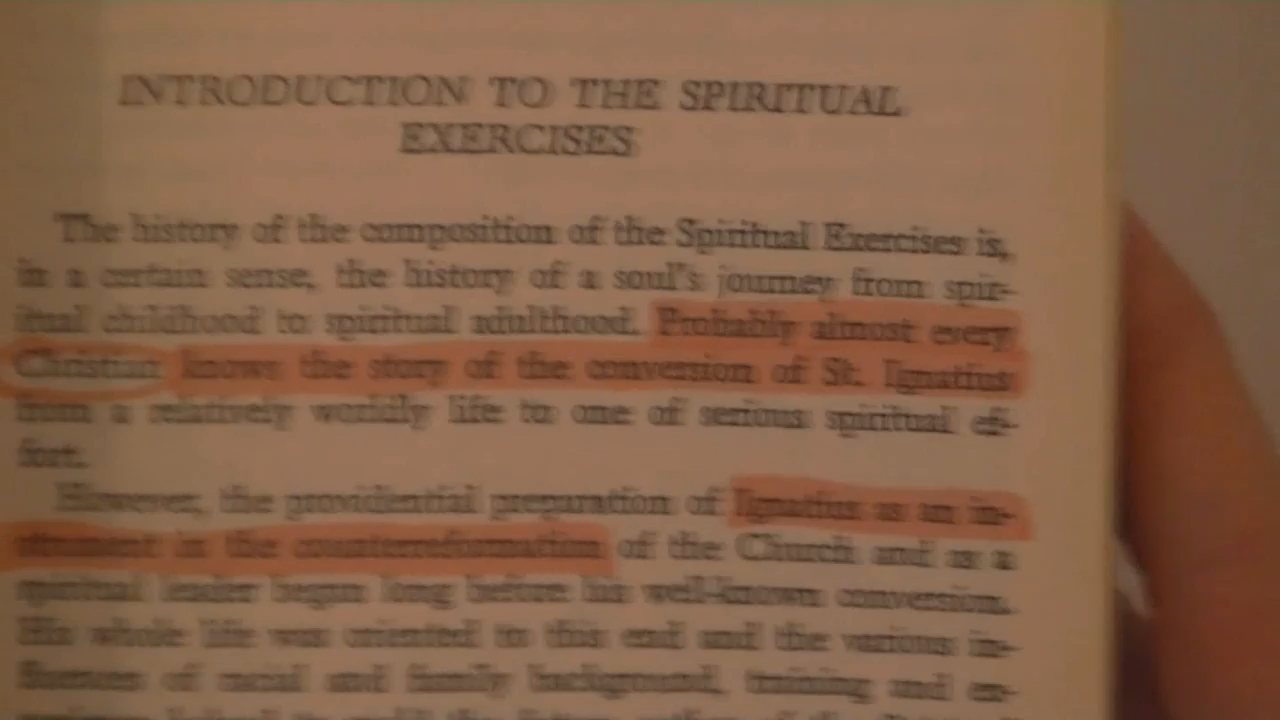 INTRODUCTION TO THE SPIRITUAL
EXERCISES
The history of the composition of the Spiritual Exercises is,
in a certain sense, the history of a soul's journey from spir-
itual childhood to spiritual adulthood. Probably almost every
Christian knows the story of the conversion of St. Ignatius
from a relatively worldly life to one of serious spiritual ef-
fort.
However, the providential preparation of Ignatius as an in-
strument in the counterreformation of the Church and as a
spiritual leader began long before his well-known conversion.
His whole life was oriented to this end and the various in-
fluences of racial and family background, training and ex-